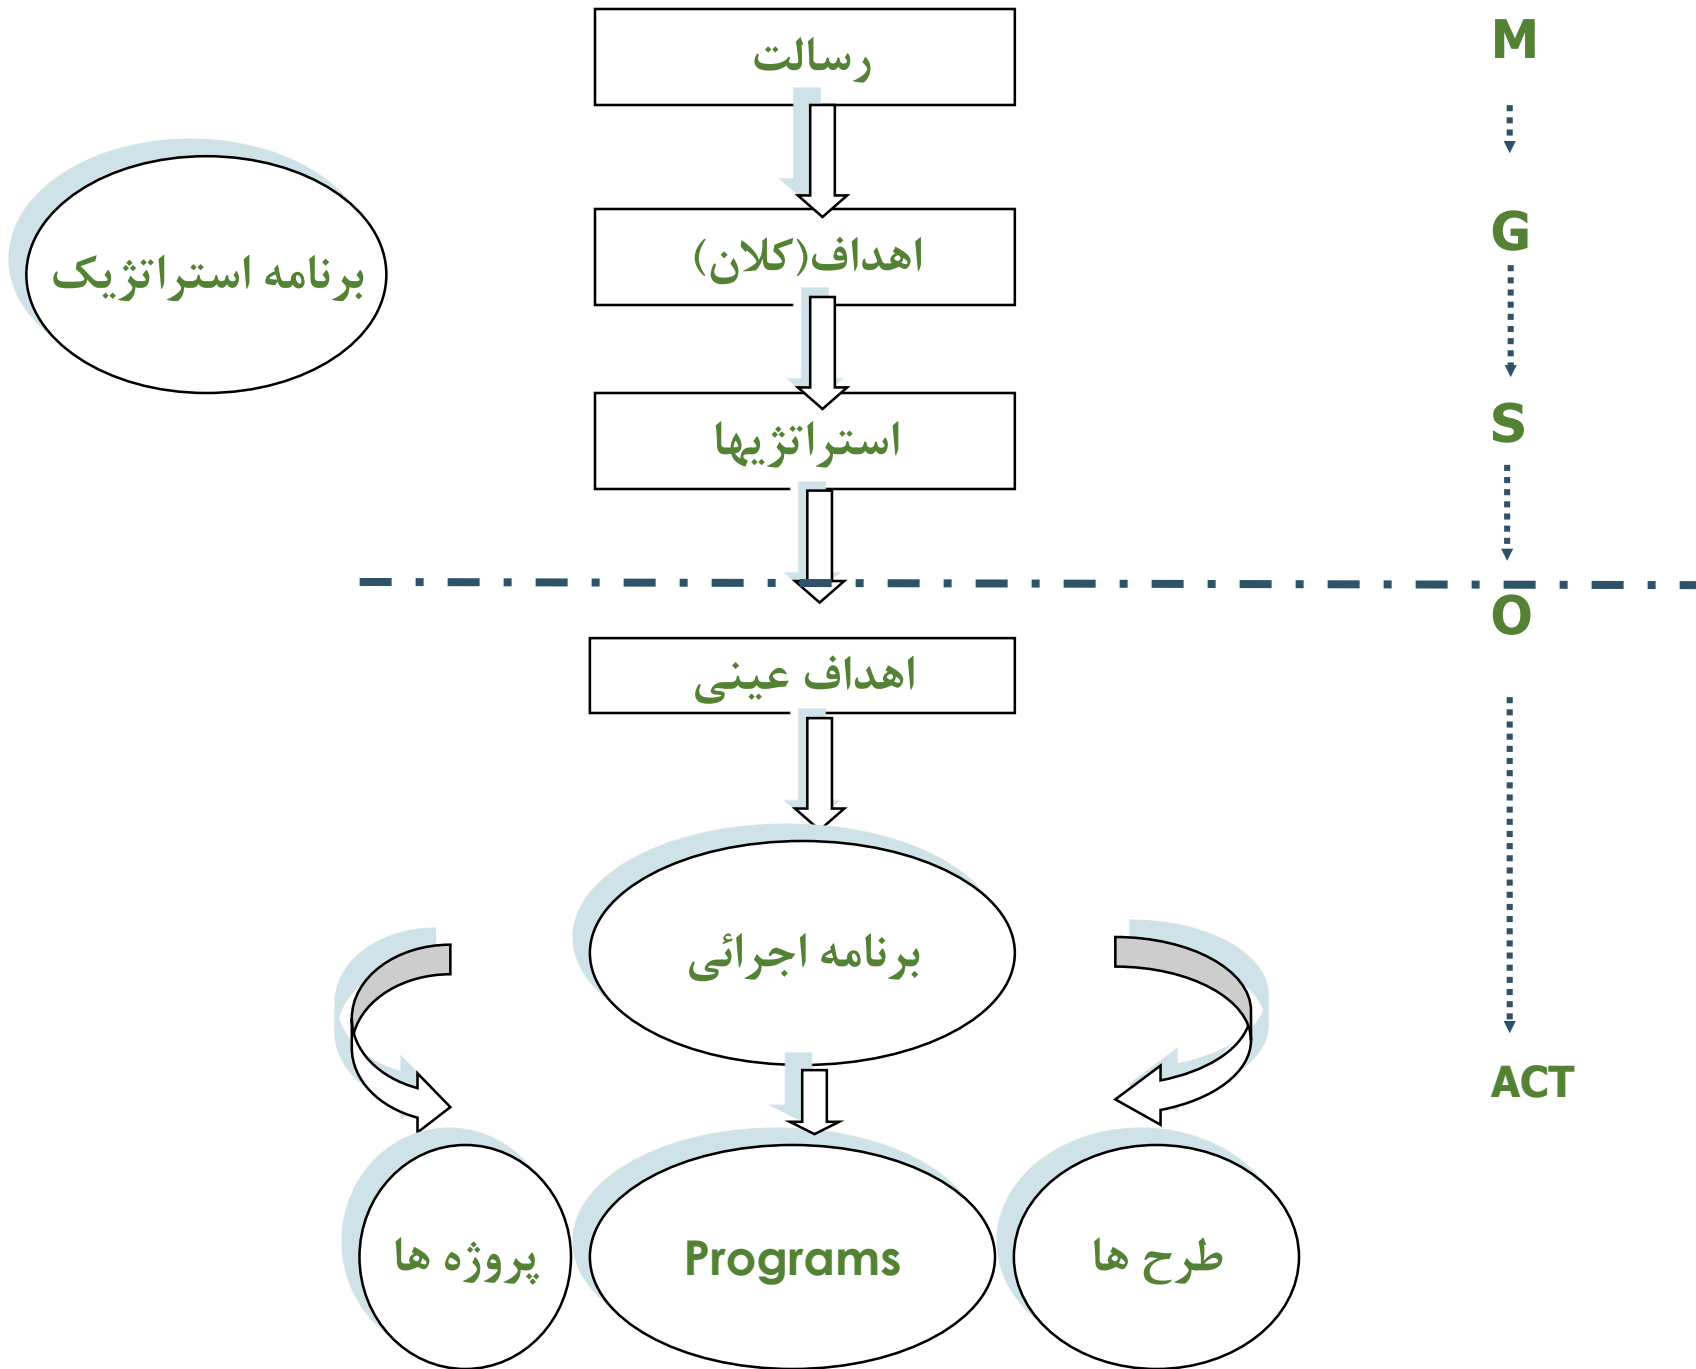 رسالت
M
برنامه استراتژیک
اهداف(کلان)
G
استراتژیها
S
O
اهداف عینی
برنامه اجرائی
ACT
طرح ها
Programs
پروژه ها